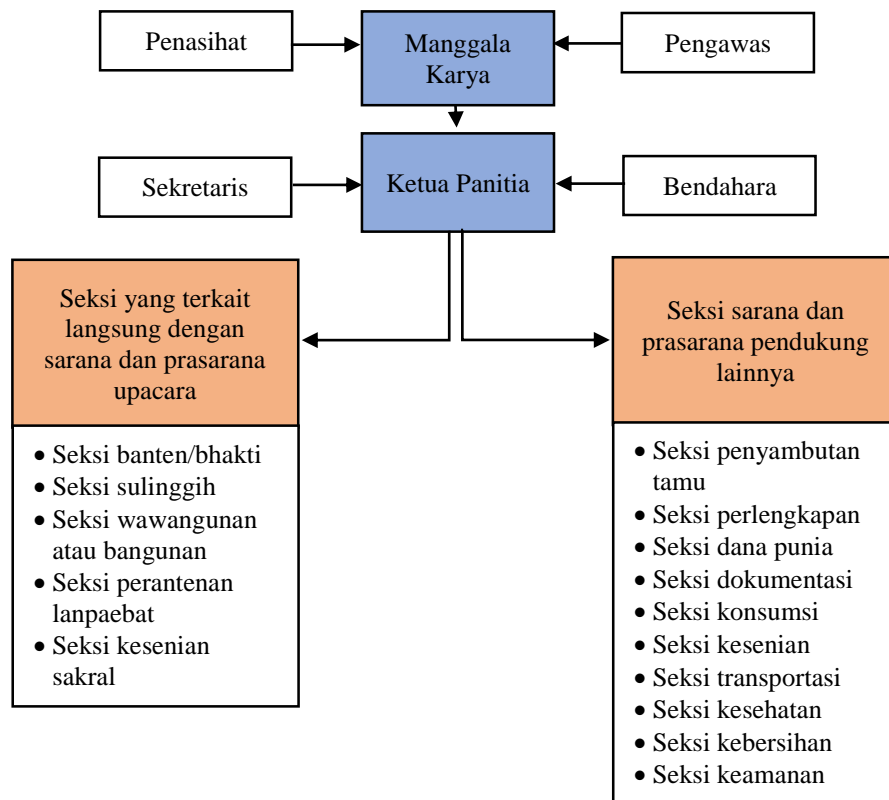 Penasihat
Manggala
Karya
Pengawas
Sekretaris
Ketua Panitia
Bendahara
Seksi yang terkait
langsung dengan
sarana dan prasarana
upacara
• Seksi banten/bhakti
• Seksi sulinggih
• Seksi wawangunan
atau bangunan
• Seksi perantenan
lanpaebat
• Seksi kesenian
sakral
Seksi sarana dan
prasarana pendukung
lainnya
• Seksi penyambutan
tamu
• Seksi perlengkapan
• Seksi dana punia
• Seksi dokumentasi
• Seksi konsumsi
• Seksi kesenian
• Seksi transportasi
• Seksi kesehatan
• Seksi kebersihan
• Seksi keamanan